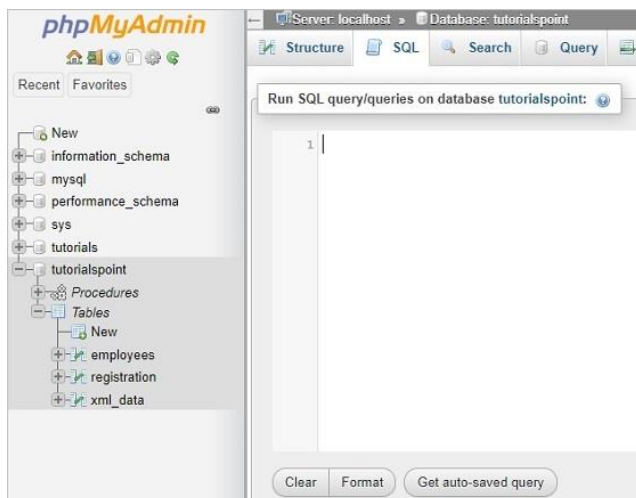 phpMyAdmin
Recent Favorites
New
information_schema
mysql
performance_schema
sys
tutorials
tutorialspoint
Procedures
Tables
New
employees
registration
xml_data
Server: localhost » Database: tutorialspoint
Structure SQL Search Query
Run SQL query/queries on database tutorialspoint:
1
Clear Format Get auto-saved query